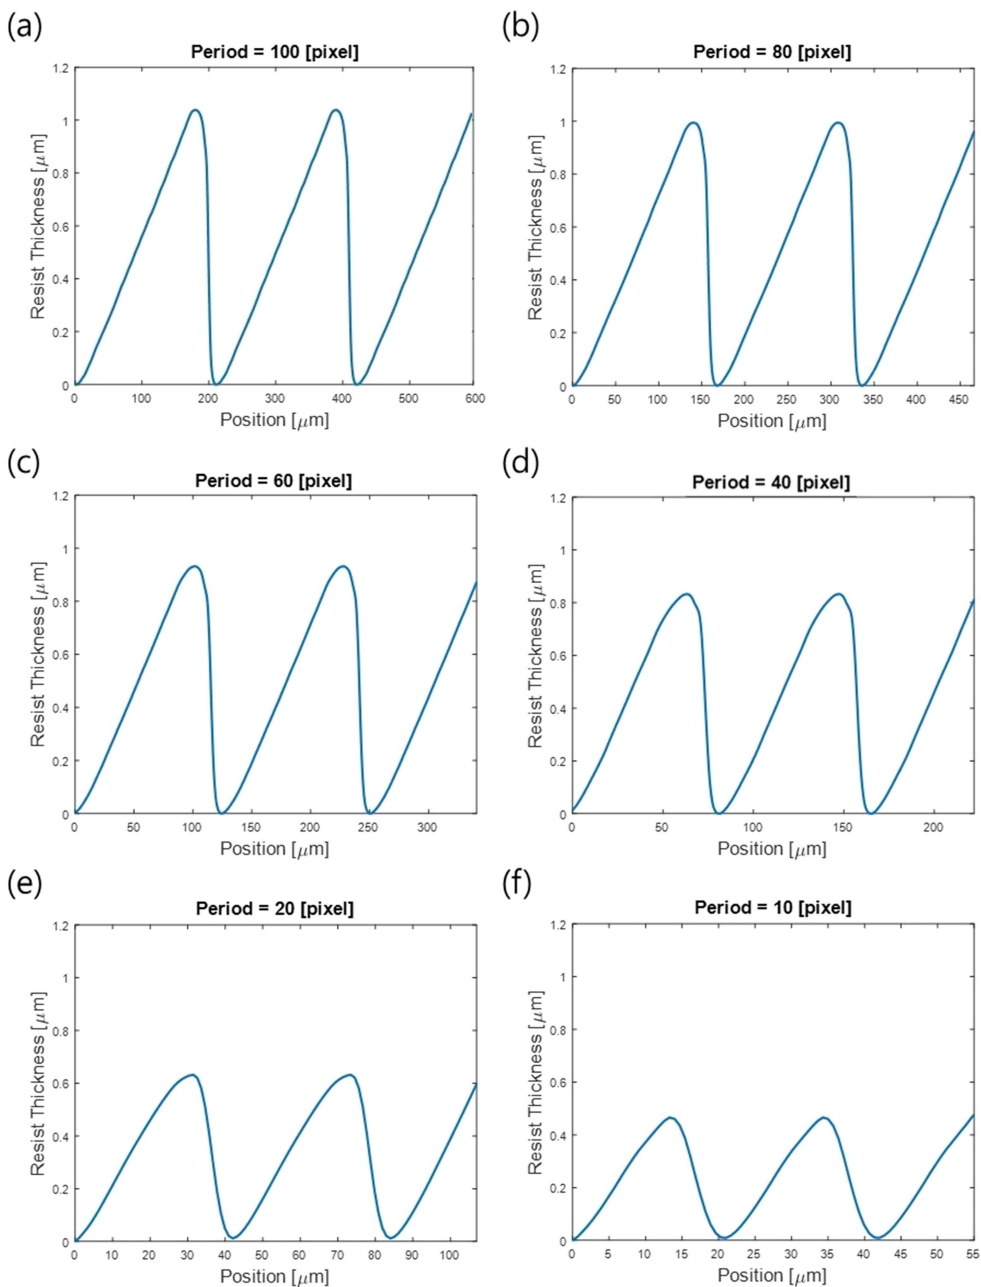 (a)
Period = 100 [pixel]
Resist Thickness [μm]
1.2
1
0.8
0.6
0.4
0.2
0
0 100 200 300 400 500 600
Position [μm]
(b)
Period = 80 [pixel]
Resist Thickness [μm]
1.2
1
0.8
0.6
0.4
0.2
0
0 50 100 150 200 250 300 350 400 450
Position [μm]
(c)
Period = 60 [pixel]
Resist Thickness [μm]
1.2
1
0.8
0.6
0.4
0.2
0
0 50 100 150 200 250 300
Position [μm]
(d)
Period = 40 [pixel]
Resist Thickness [μm]
1.2
1
0.8
0.6
0.4
0.2
0
0 50 100 150 200
Position [μm]
(e)
Period = 20 [pixel]
Resist Thickness [μm]
1.2
1
0.8
0.6
0.4
0.2
0
0 10 20 30 40 50 60 70 80 90 100
Position [μm]
(f)
Period = 10 [pixel]
Resist Thickness [μm]
1.2
1
0.8
0.6
0.4
0.2
0
0 5 10 15 20 25 30 35 40 45 50 55
Position [μm]